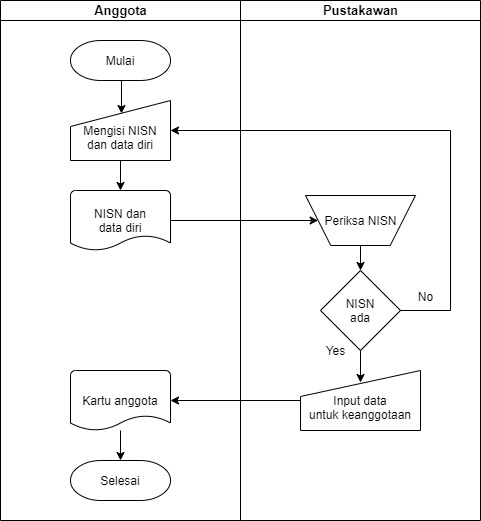 Anggota
Pustakawan
Mulai
Mengisi NISN
dan data diri
NISN dan
data diri
Periksa NISN
NISN
ada
No
Yes
Input data
untuk keanggotaan
Kartu anggota
Selesai